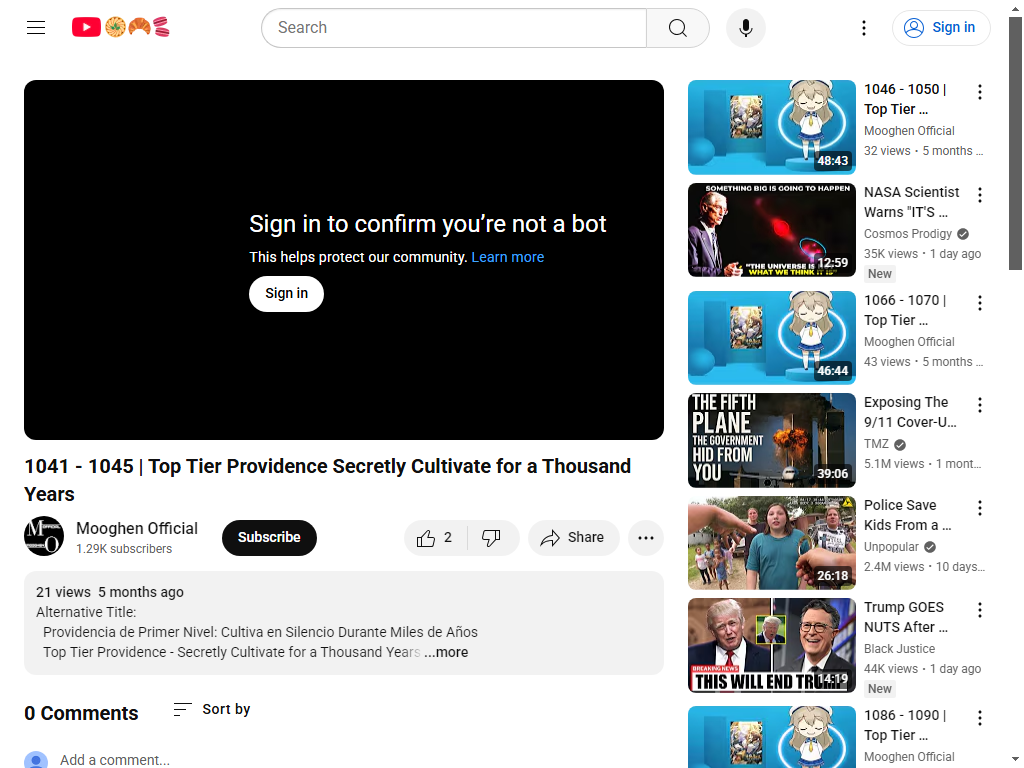 Search
Sign in
Sign in to confirm you're not a bot
This helps protect our community. Learn more
Sign in
1041 - 1045 | Top Tier Providence Secretly Cultivate for a Thousand
Years
Mooghen Official
1.29K subscribers
Subscribe
2
Share
21 views 5 months ago
Alternative Title:
Providencia de Primer Nivel: Cultiva en Silencio Durante Miles de Años
Top Tier Providence - Secretly Cultivate for a Thousand Years ...more
0 Comments
Sort by
Add a comment...
48:43
1046 - 1050 |
Top Tier ...
Mooghen Official
32 views • 5 months ...
SOMETHING BIG IS GOING TO HAPPEN
"THE UNIVERSE IS
WHAT WE THINK IT IS
12:59
NASA Scientist
Warns "IT'S ...
Cosmos Prodigy
35K views • 1 day ago
New
46:44
1066 - 1070 |
Top Tier ...
Mooghen Official
43 views • 5 months ...
THE FIFTH
PLANE
THE GOVERNMENT
HID FROM
YOU
39:06
Exposing The
9/11 Cover-U...
TMZ
5.1M views • 1 mont...
26:18
Police Save
Kids From a ...
Unpopular
2.4M views • 10 days...
BREAKING NEWS
THIS WILL END TRUMP
14:19
Trump GOES
NUTS After ...
Black Justice
44K views • 1 day ago
New
1086 - 1090 |
Top Tier ...
Mooghen Official